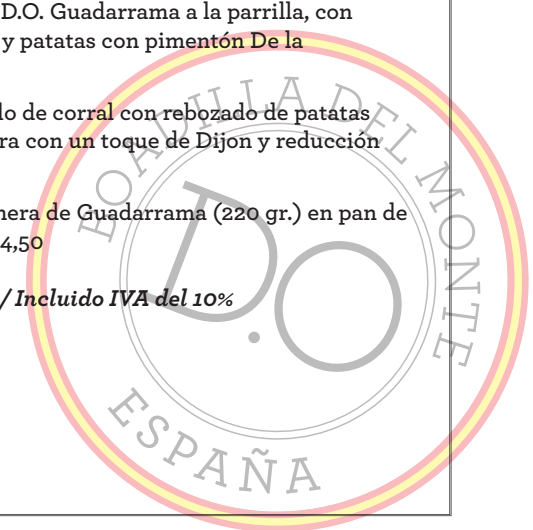 D.O. Guadarrama a la parrilla, con
y patatas con pimentón De la
lo de corral con rebozado de patatas
ra con un toque de Dijon y reducción
nera de Guadarrama (220 gr.) en pan de
4,50
/ Incluido IVA del 10%
BOADILLA DEL MONTE
D.O
ESPAÑA